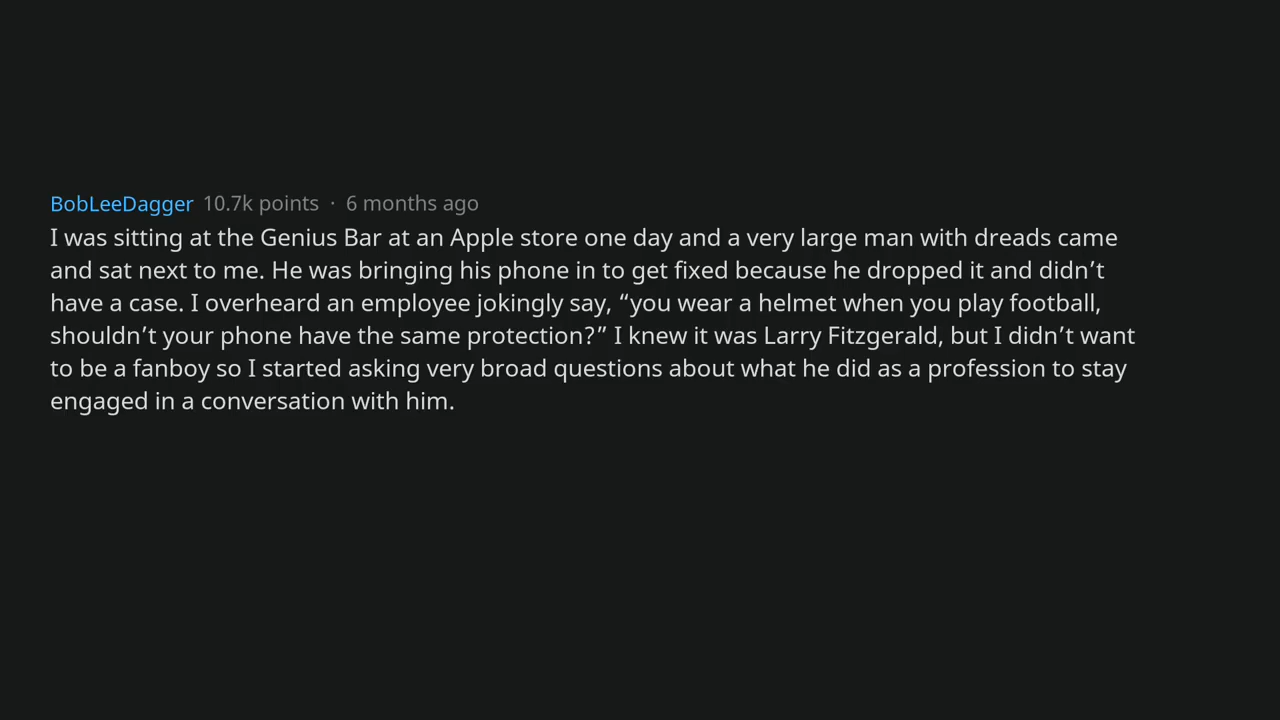 BobLeeDagger 10.7k points · 6 months ago
I was sitting at the Genius Bar at an Apple store one day and a very large man with dreads came
and sat next to me. He was bringing his phone in to get fixed because he dropped it and didn’t
have a case. I overheard an employee jokingly say, “you wear a helmet when you play football,
shouldn’t your phone have the same protection?” I knew it was Larry Fitzgerald, but I didn’t want
to be a fanboy so I started asking very broad questions about what he did as a profession to stay
engaged in a conversation with him.